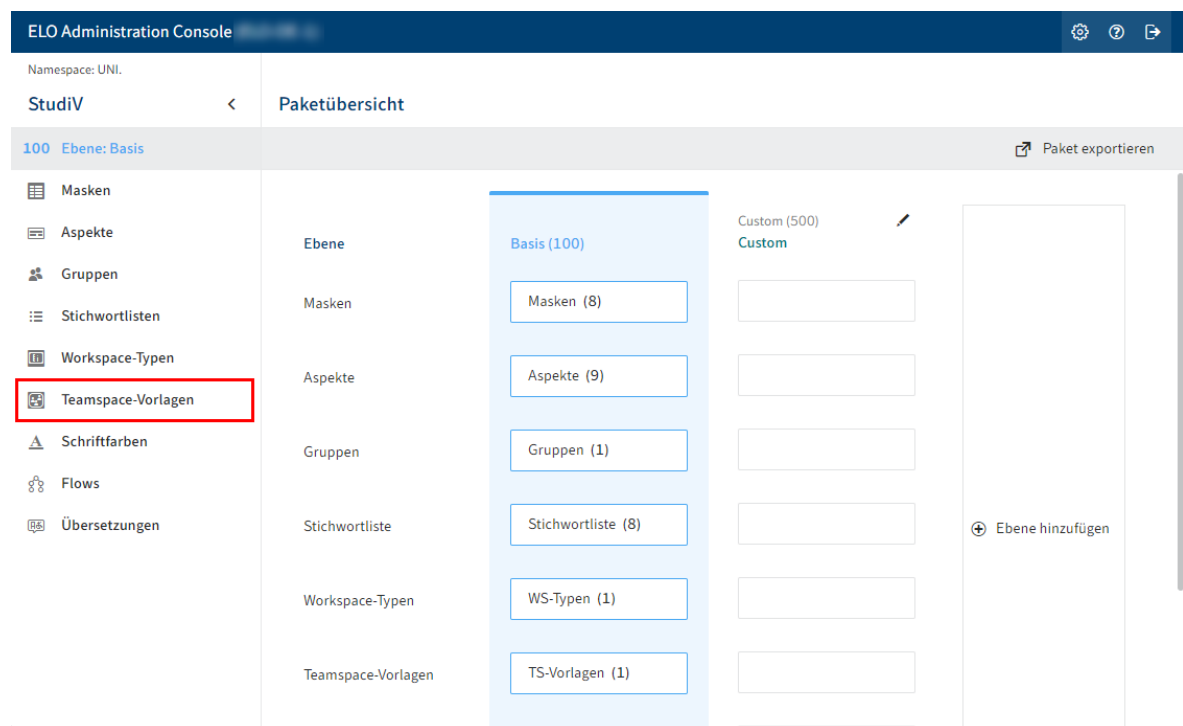 ELO Administration Console
Namespace: UNI.
StudiV
Paketübersicht
100 Ebene: Basis
Paket exportieren
Masken
Aspekte
Gruppen
Stichwortlisten
Workspace-Typen
Teamspace-Vorlagen
Schriftfarben
Flows
Übersetzungen
Ebene
Basis (100)
Custom (500)
Custom
Masken
Masken (8)
Aspekte
Aspekte (9)
Gruppen
Gruppen (1)
Stichwortliste
Stichwortliste (8)
Workspace-Typen
WS-Typen (1)
Teamspace-Vorlagen
TS-Vorlagen (1)
Ebene hinzufügen